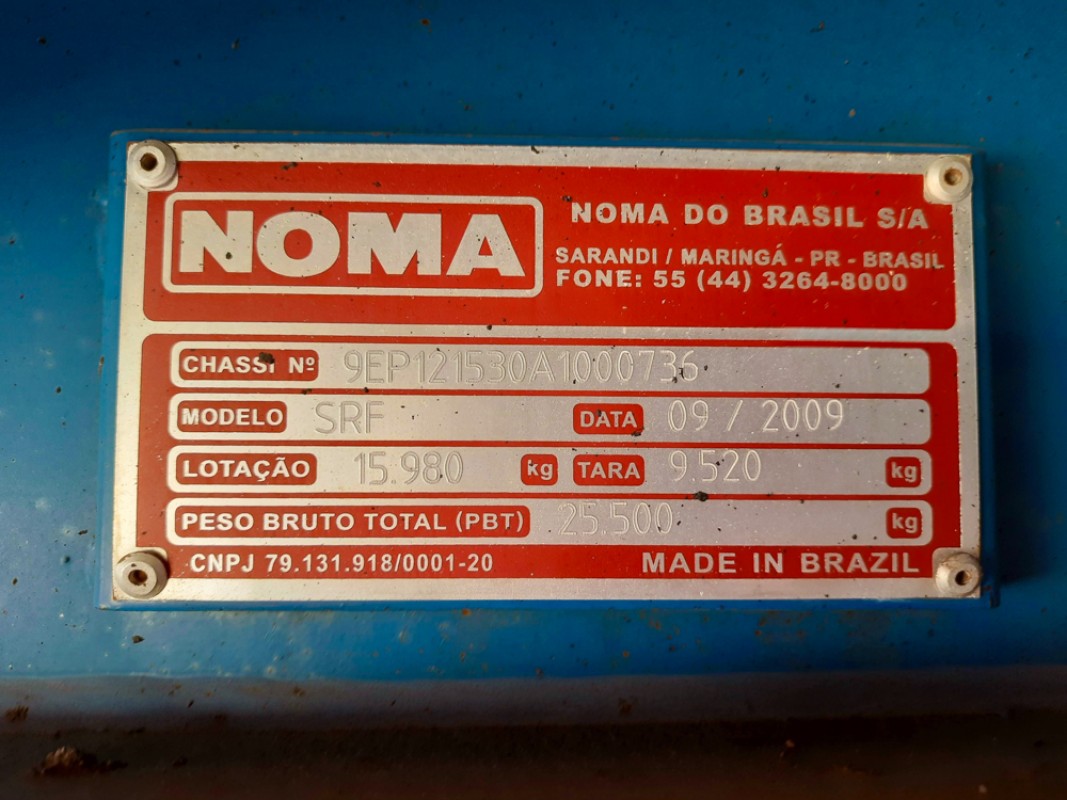 NOMA
NOMA DO BRASIL S/A
SARANDI / MARINGÁ - PR - BRASIL
FONE: 55 (44) 3264-8000
CHASSI Nº 9EP121530A1000736
MODELO SRF DATA 09 / 2009
LOTAÇÃO 15.980 kg TARA 9.520 kg
PESO BRUTO TOTAL (PBT) 25.500 kg
CNPJ 79.131.918/0001-20 MADE IN BRAZIL